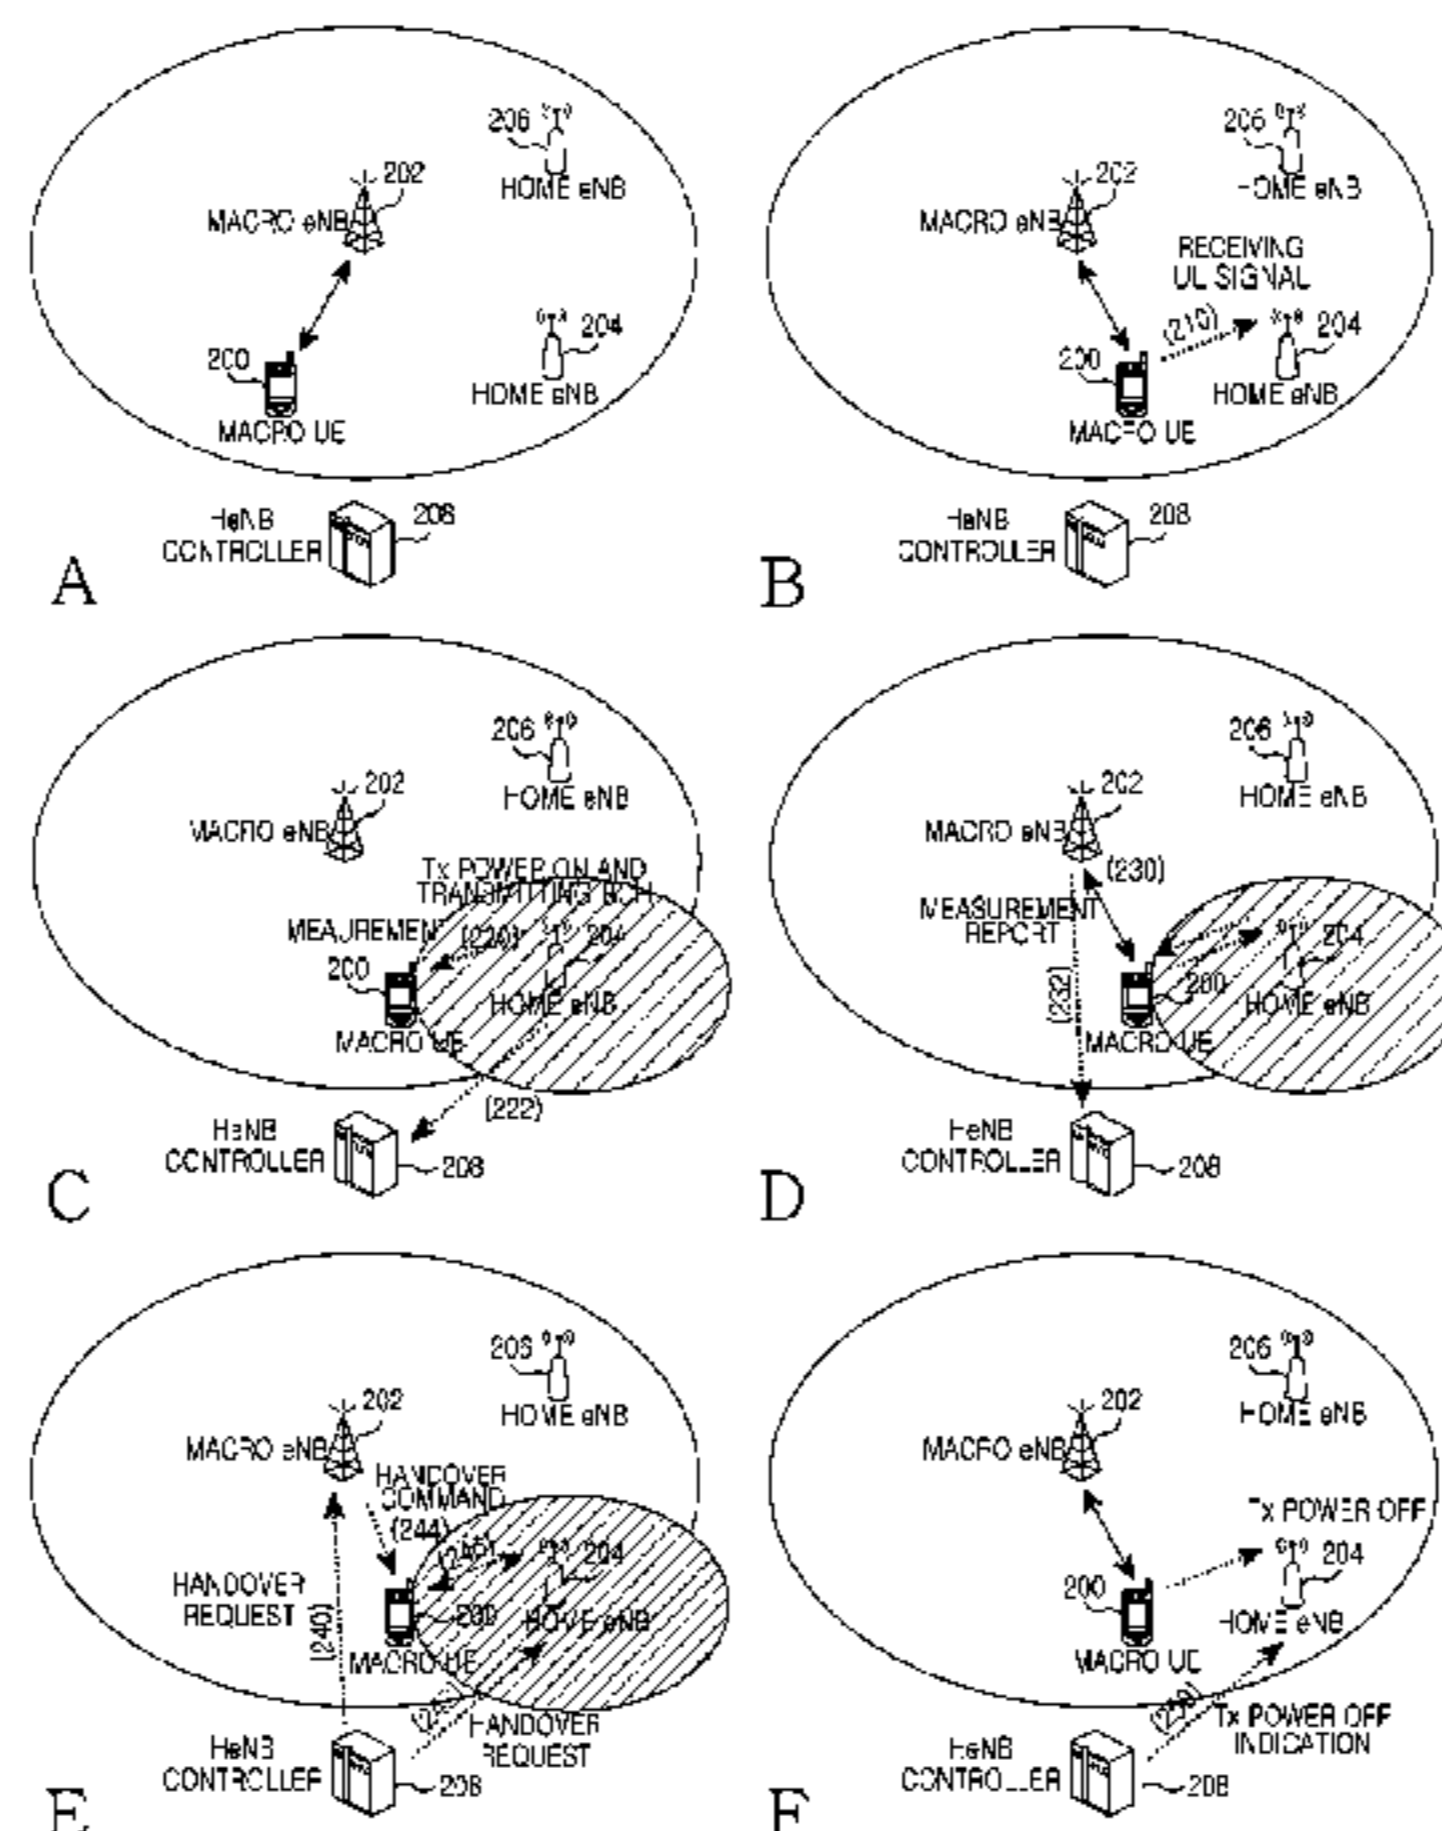 206
HOME eNB
202
MACRO eNB
204
HOME eNB
200
MACRO UE
HeNB
CONTROLLER
208
A
206
HOME eNB
202
MACRO eNB
RECEIVING
UL SIGNAL
(210)
204
HOME eNB
200
MACRO UE
HeNB
CONTROLLER
208
B
206
HOME eNB
202
MACRO eNB
Tx POWER ON AND
TRANSMITTING BCH
MEAUREMENT
(220)
204
HOME eNB
200
MACRO UE
(222)
HeNB
CONTROLLER
208
C
206
HOME eNB
202
MACRO eNB
(230)
MEASUREMENT
REPORT
204
HOME eNB
200
MACRO UE
(232)
HeNB
CONTROLLER
208
D
206
HOME eNB
202
MACRO eNB
HANDOVER
COMMAND
(244)
204
HOME eNB
HANDOVER
REQUEST
(240)
200
MACRO UE
HANDOVER
REQUEST
HeNB
CONTROLLER
208
E
206
HOME eNB
202
MACRO eNB
Tx POWER OFF
204
HOME eNB
200
MACRO UE
Tx POWER OFF
INDICATION
HeNB
CONTROLLER
208
F